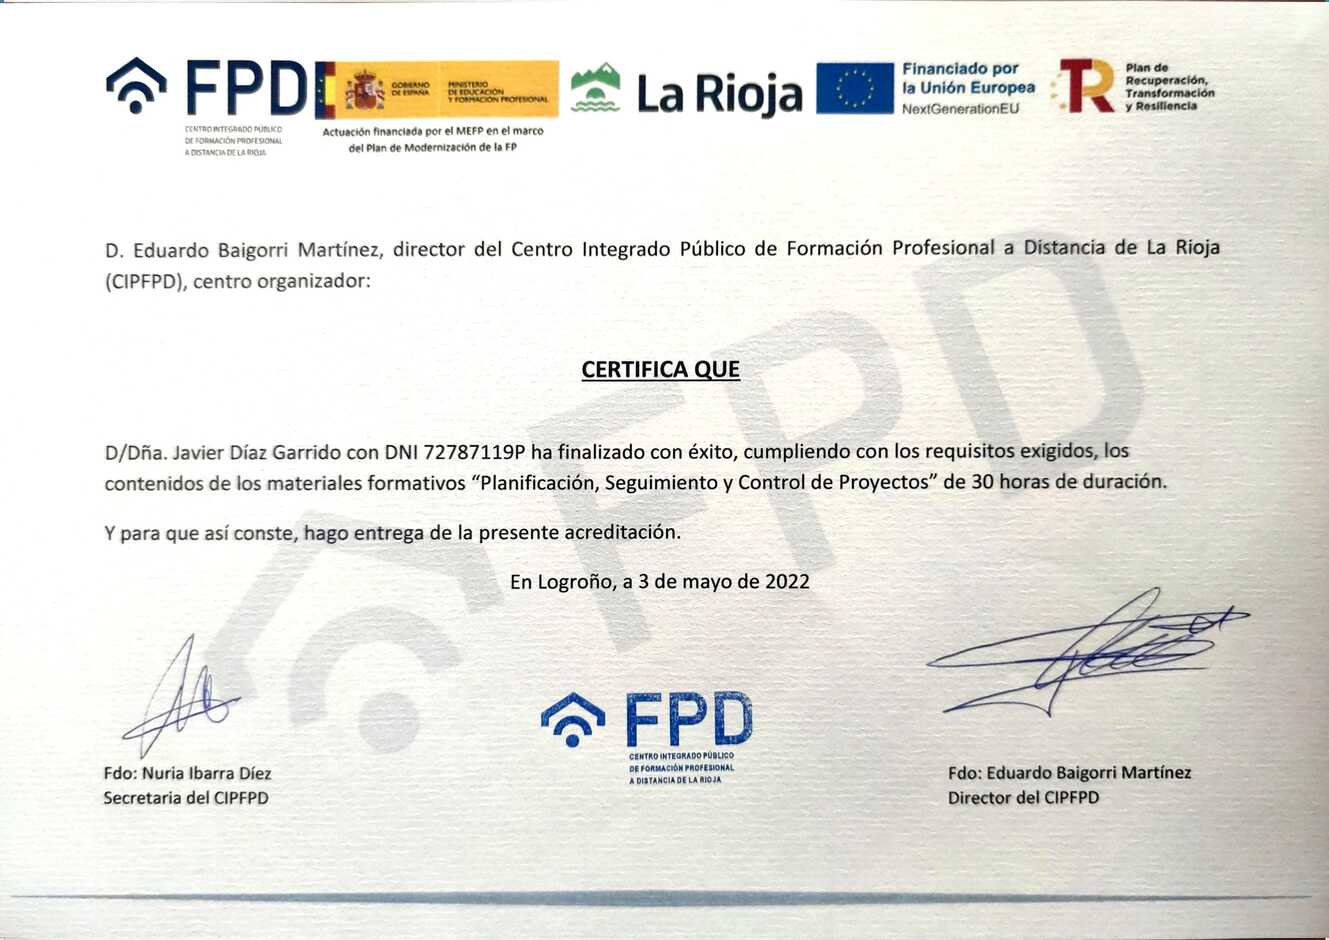 FPD
CENTRO INTEGRADO PÚBLICO
DE FORMACIÓN PROFESIONAL
A DISTANCIA DE LA RIOJA
GOBIERNO
DE ESPAÑA
MINISTERIO
DE EDUCACIÓN
Y FORMACIÓN PROFESIONAL
Actuación financiada por el MEFP en el marco
del Plan de Modernización de la FP
La Rioja
Financiado por
la Unión Europea
NextGenerationEU
TR
Plan de
Recuperación,
Transformación
y Resiliencia
D. Eduardo Baigorri Martínez, director del Centro Integrado Público de Formación Profesional a Distancia de La Rioja
(CIPFPD), centro organizador:
CERTIFICA QUE
D/Dña. Javier Díaz Garrido con DNI 72787119P ha finalizado con éxito, cumpliendo con los requisitos exigidos, los
contenidos de los materiales formativos “Planificación, Seguimiento y Control de Proyectos” de 30 horas de duración.
Y para que así conste, hago entrega de la presente acreditación.
En Logroño, a 3 de mayo de 2022
FPD
FPD
CENTRO INTEGRADO PÚBLICO
DE FORMACIÓN PROFESIONAL
A DISTANCIA DE LA RIOJA
Fdo: Nuria Ibarra Díez
Secretaria del CIPFPD
Fdo: Eduardo Baigorri Martínez
Director del CIPFPD